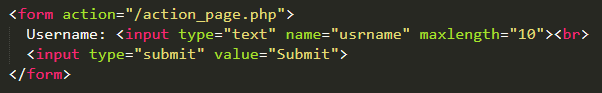 <form action="/action_page.php">
  Username: <input type="text" name="usrname" maxlength="10"><br>
  <input type="submit" value="Submit">
</form>